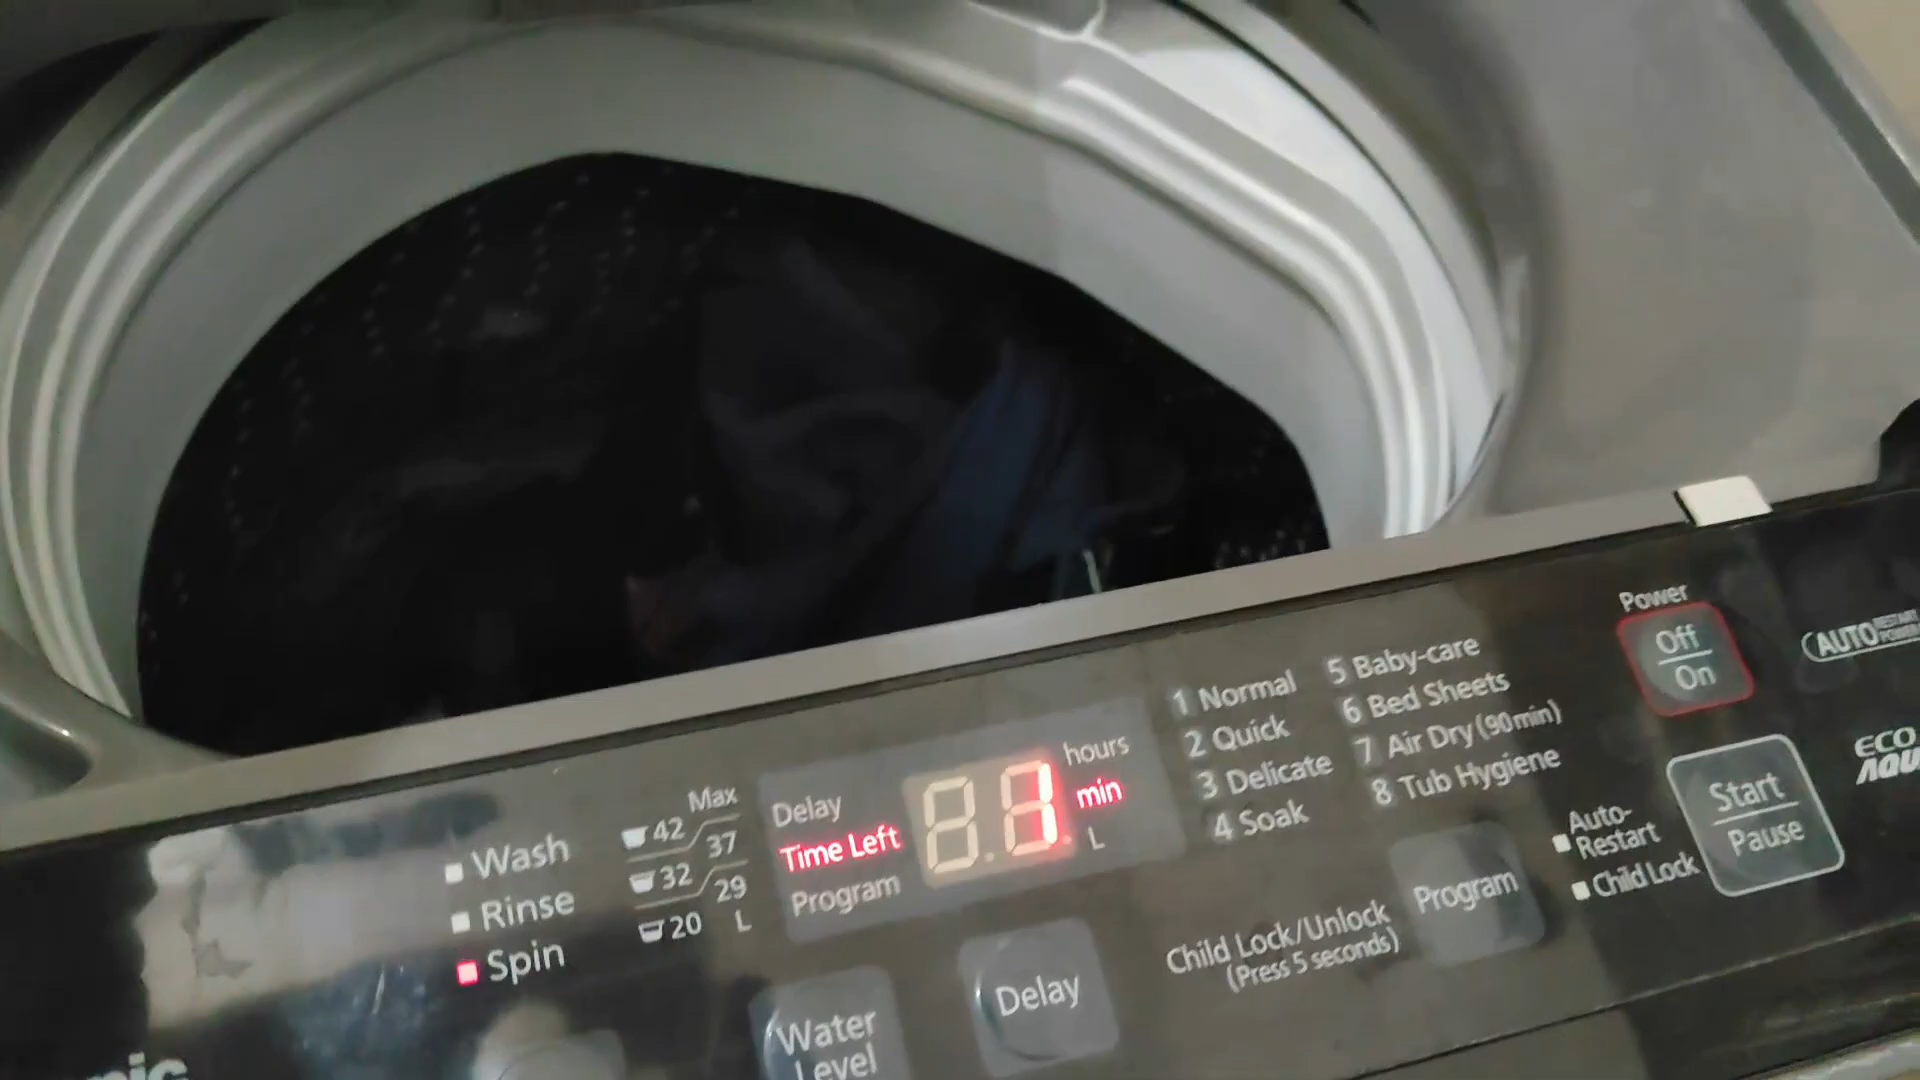 Power
Off
On
AUTO
ECO
Start
Pause
Auto-
Restart
Child Lock
1 Normal
2 Quick
3 Delicate
4 Soak
5 Baby-care
6 Bed Sheets
7 Air Dry (90min)
8 Tub Hygiene
hours
min
L
1
Delay
Time Left
Program
Max
42
37
32
29
20 L
Wash
Rinse
Spin
Program
Child Lock/Unlock
(Press 5 seconds)
Delay
Water
Level